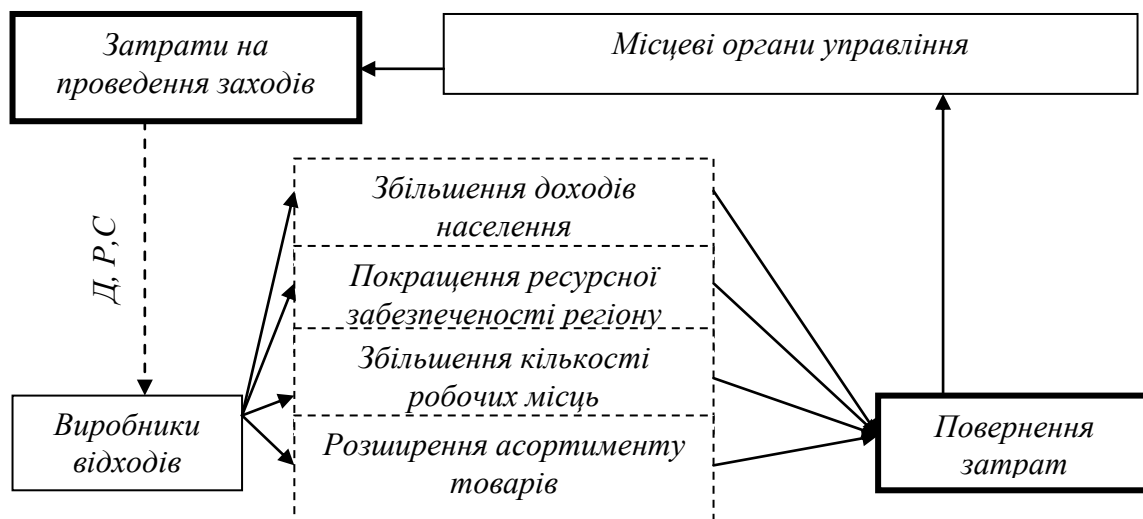 Затрати на
проведення заходів
Місцеві органи управління
Д, Р,С
Збільшення доходів
населення
Покращення ресурсної
забезпеченості регіону
Збільшення кількості
робочих місць
Розширення асортименту
товарів
Виробники
відходів
Повернення
затрат